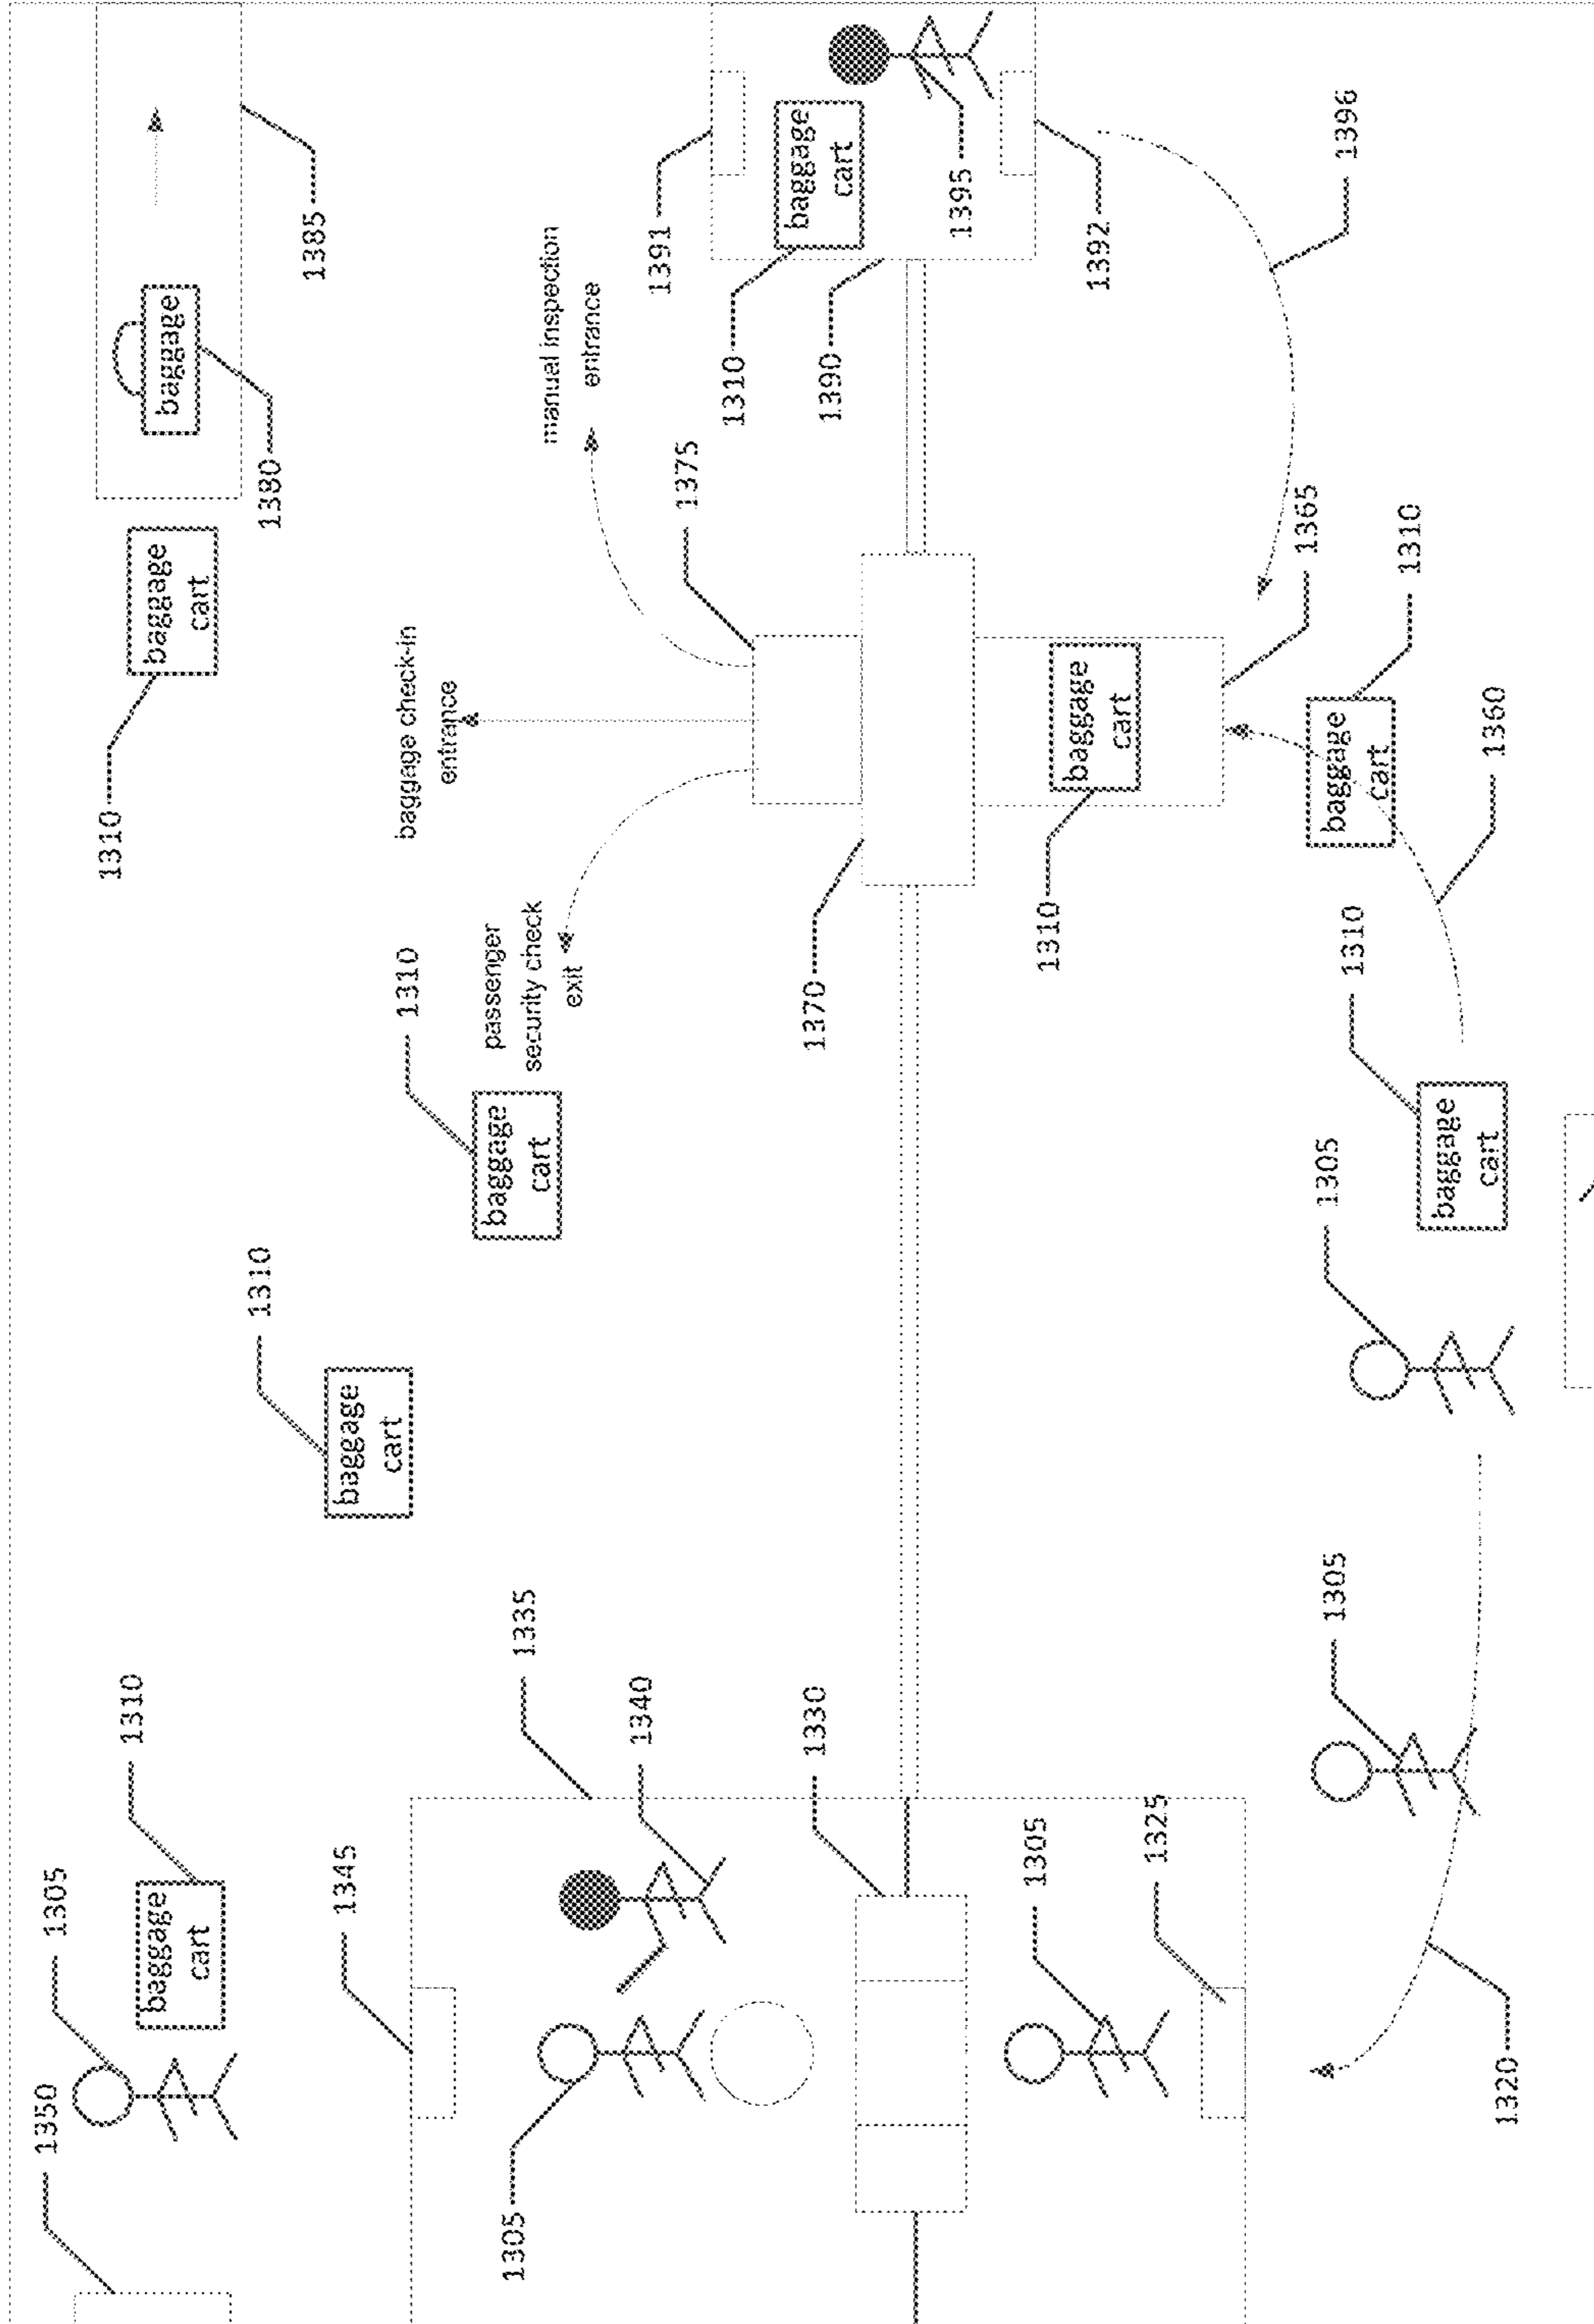 1350
1305
1310
1310
baggage
cart
baggage
cart
baggage
1310
1380
1385
1345
baggage
cart
1310
baggage check-in
entrance
baggage
cart
passenger
security check
exit
manual inspection
entrance
1305
1335
1340
1391
1375
1310
baggage
cart
1330
1370
1390
1395
1305
1310
baggage
cart
1392
1325
1365
1305
1305
baggage
cart
1396
1310
1310
baggage
cart
1360
1320